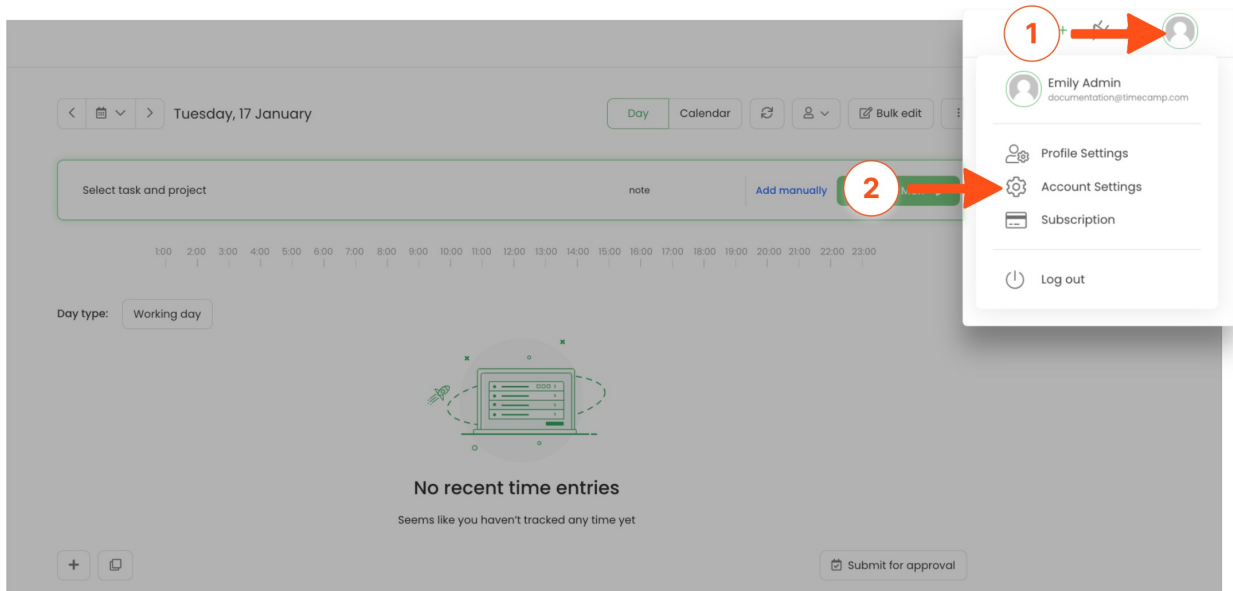 1
Emily Admin
documentation@timecamp.com
Tuesday, 17 January
Day
Calendar
Bulk edit
Profile Settings
Select task and project
note
Add manually
2
Account Settings
Subscription
1:00 2:00 3:00 4:00 5:00 6:00 7:00 8:00 9:00 10:00 11:00 12:00 13:00 14:00 15:00 16:00 17:00 18:00 19:00 20:00 21:00 22:00 23:00
Log out
Day type:
Working day
No recent time entries
Seems like you haven't tracked any time yet
Submit for approval